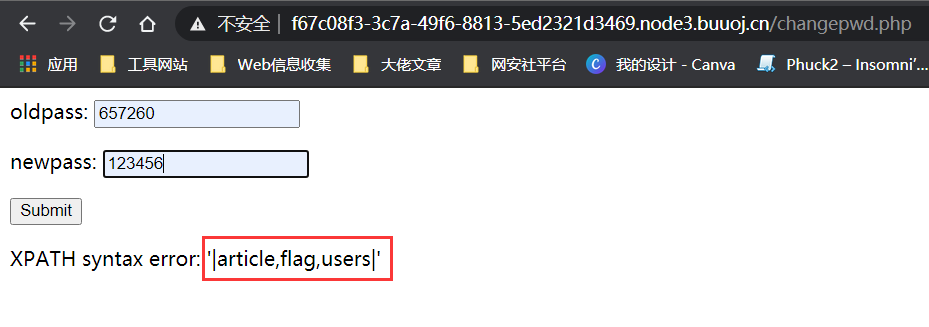 不安全 | f67c08f3-3c7a-49f6-8813-5ed2321d3469.node3.buuoj.cn/changepwd.php
应用 工具网站 Web信息收集 大佬文章 网安社平台 我的设计 - Canva Phuck2 – Insomni'...
oldpass: 657260
newpass: 123456
Submit
XPATH syntax error: '|article,flag,users|'